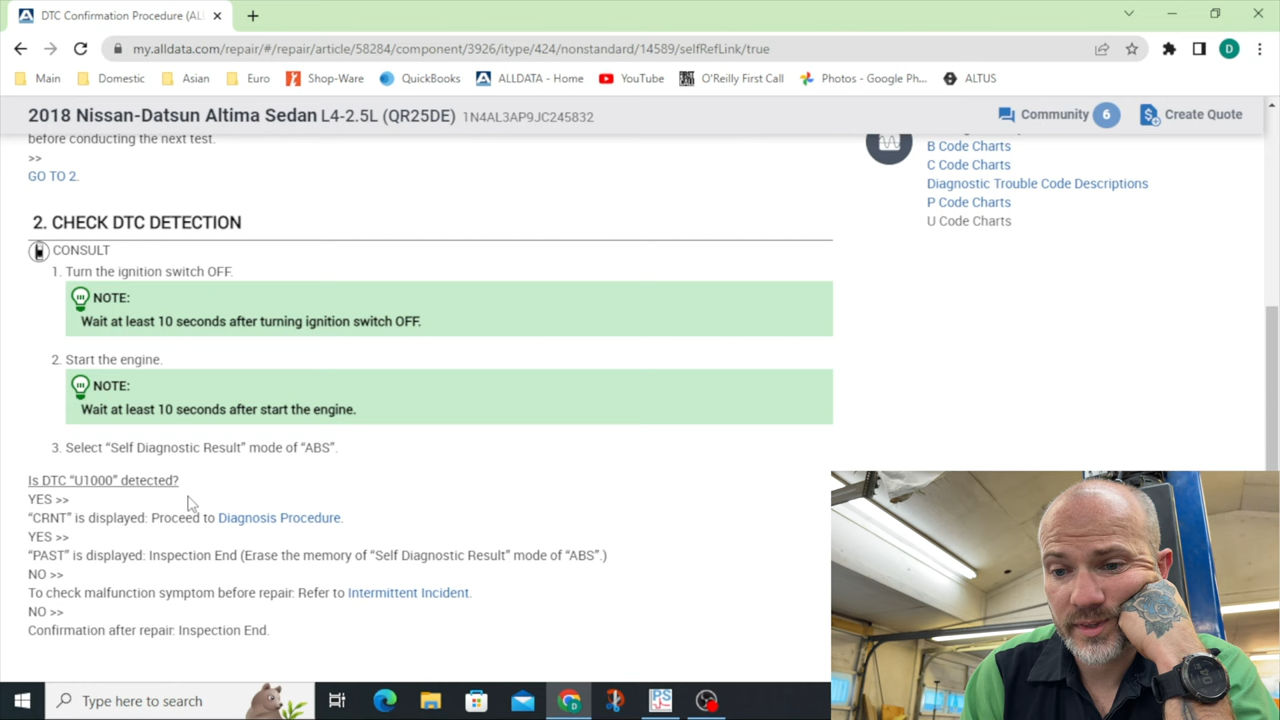 DTC Confirmation Procedure (AL
my.alldata.com/repair/#/repair/article/58284/component/3926/itype/424/nonstandard/14589/selfRefLink/true
D
Main
Domestic
Asian
Euro
Shop-Ware
QuickBooks
ALLDATA - Home
YouTube
O'Reilly First Call
Photos - Google Ph...
ALTUS
2018 Nissan-Datsun Altima Sedan L4-2.5L (QR25DE) 1N4AL3AP9JC245832
Community 6
Create Quote
before conducting the next test.
>>
GO TO 2.
B Code Charts
C Code Charts
Diagnostic Trouble Code Descriptions
P Code Charts
U Code Charts
2. CHECK DTC DETECTION
CONSULT
1. Turn the ignition switch OFF.
NOTE:
Wait at least 10 seconds after turning ignition switch OFF.
2. Start the engine.
NOTE:
Wait at least 10 seconds after start the engine.
3. Select “Self Diagnostic Result” mode of “ABS”.
Is DTC “U1000” detected?
YES >>
“CRNT” is displayed: Proceed to Diagnosis Procedure.
YES >>
“PAST” is displayed: Inspection End (Erase the memory of “Self Diagnostic Result” mode of “ABS”.)
NO >>
To check malfunction symptom before repair: Refer to Intermittent Incident.
NO >>
Confirmation after repair: Inspection End.
Type here to search
PS